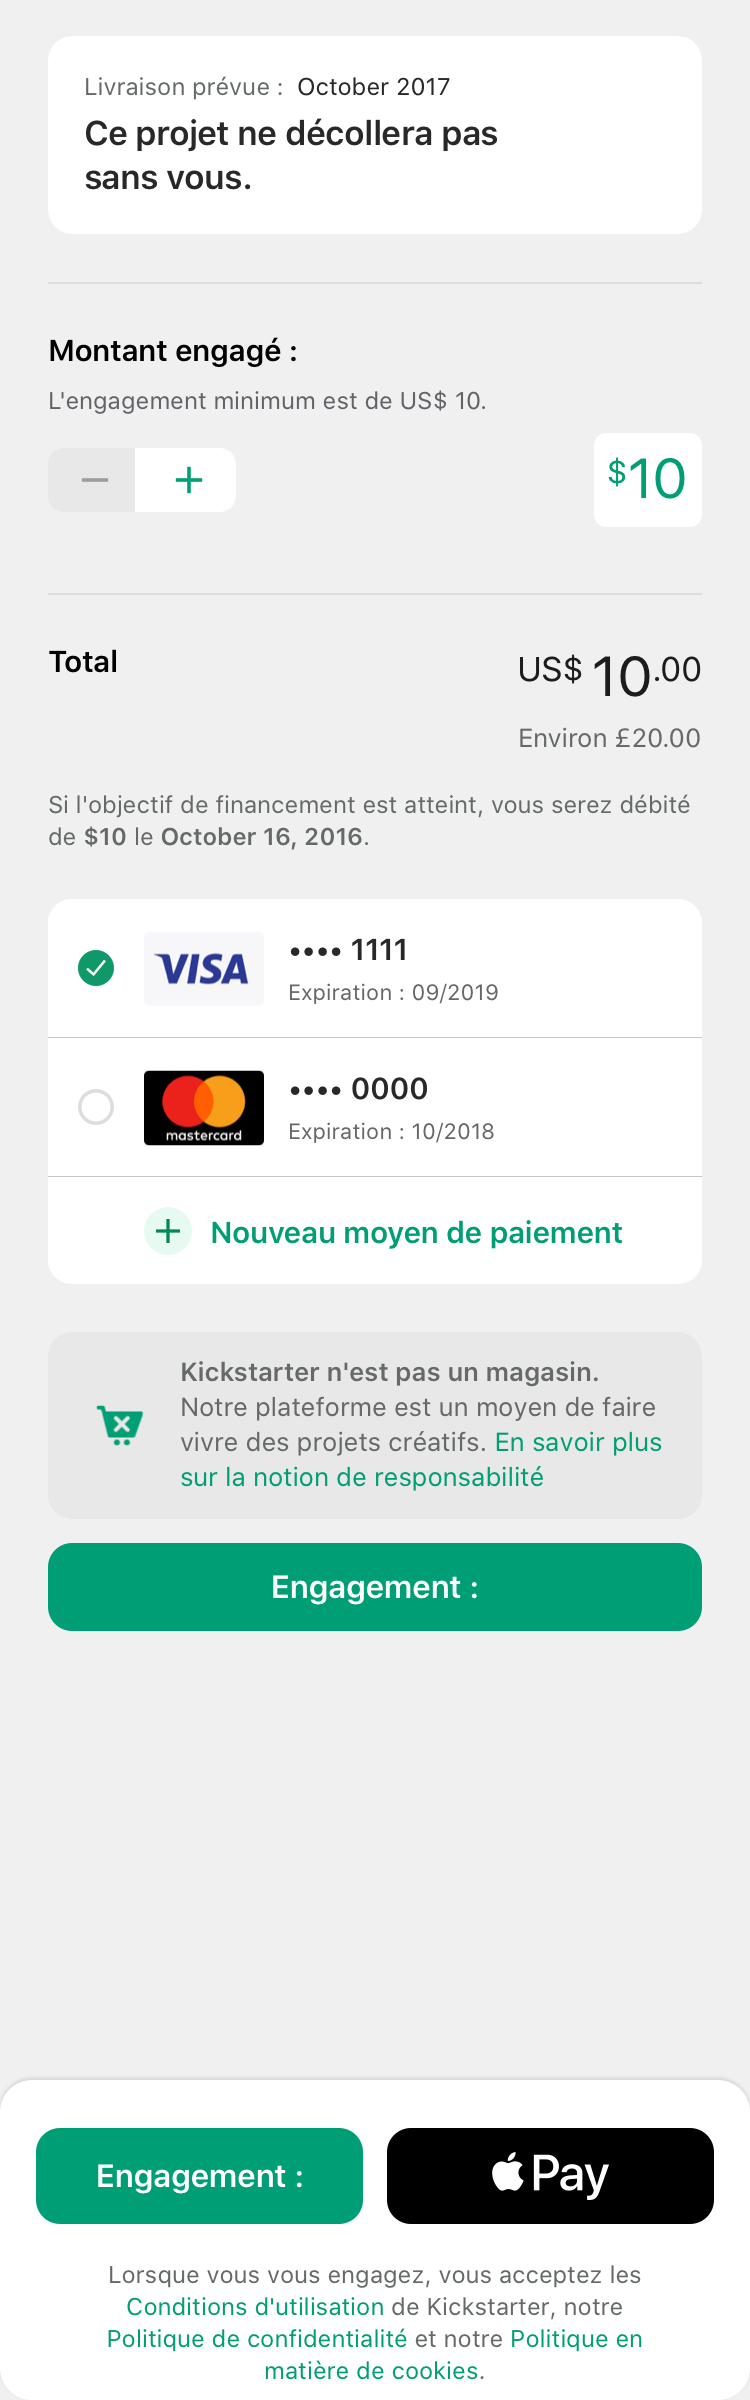 Livraison prévue : October 2017
Ce projet ne décollera pas
sans vous.
Montant engagé :
L'engagement minimum est de US$ 10.
− +
$10
Total
US$ 10.00
Environ £20.00
Si l'objectif de financement est atteint, vous serez débité
de $10 le October 16, 2016.
VISA
•••• 1111
Expiration : 09/2019
mastercard
•••• 0000
Expiration : 10/2018
+ Nouveau moyen de paiement
Kickstarter n'est pas un magasin.
Notre plateforme est un moyen de faire
vivre des projets créatifs. En savoir plus
sur la notion de responsabilité
Engagement :
Engagement :
Pay
Lorsque vous vous engagez, vous acceptez les
Conditions d'utilisation de Kickstarter, notre
Politique de confidentialité et notre Politique en
matière de cookies.